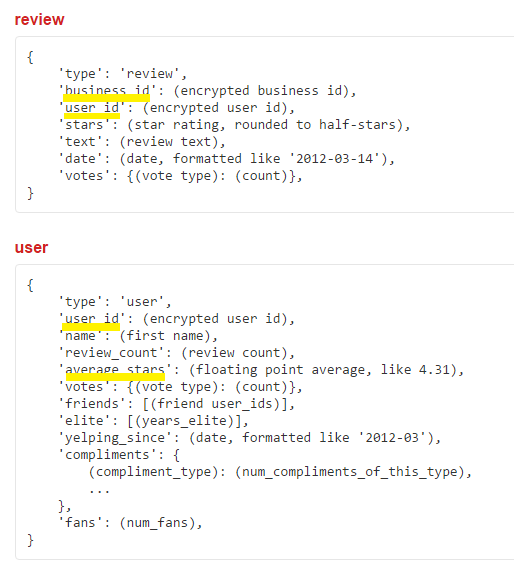 review
{
'type': 'review',
'business_id': (encrypted business id),
'user_id': (encrypted user id),
'stars': (star rating, rounded to half-stars),
'text': (review text),
'date': (date, formatted like '2012-03-14'),
'votes': {(vote type): (count)},
}
user
{
'type': 'user',
'user_id': (encrypted user id),
'name': (first name),
'review_count': (review count),
'average_stars': (floating point average, like 4.31),
'votes': {(vote type): (count)},
'friends': [(friend user_ids)],
'elite': [(years_elite)],
'yelping_since': (date, formatted like '2012-03'),
'compliments': {
(compliment_type): (num_compliments_of_this_type),
...
},
'fans': (num_fans),
}